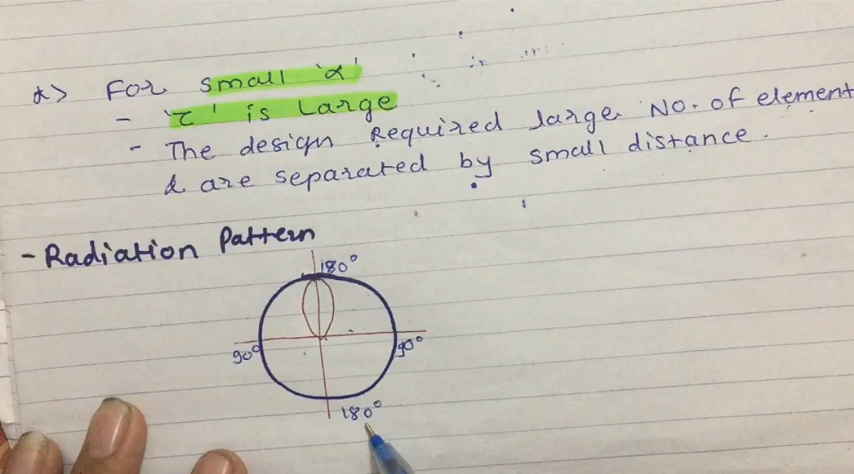 *> For small 'α'
- 'τ' is Large
- The design Required large No. of element
& are separated by small distance.
- Radiation Pattern
180°
90° 90°
180°